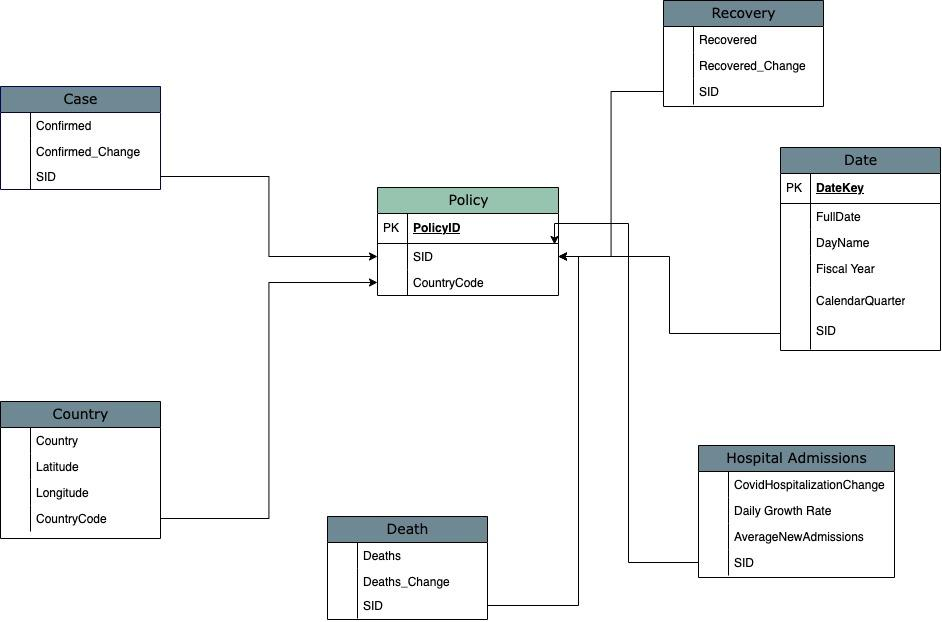 Recovery
Recovered
Recovered_Change
SID
Case
Confirmed
Confirmed_Change
SID
Date
PK DateKey
FullDate
DayName
Fiscal Year
CalendarQuarter
SID
Policy
PK PolicyID
SID
CountryCode
Country
Country
Latitude
Longitude
CountryCode
Hospital Admissions
CovidHospitalizationChange
Daily Growth Rate
AverageNewAdmissions
SID
Death
Deaths
Deaths_Change
SID